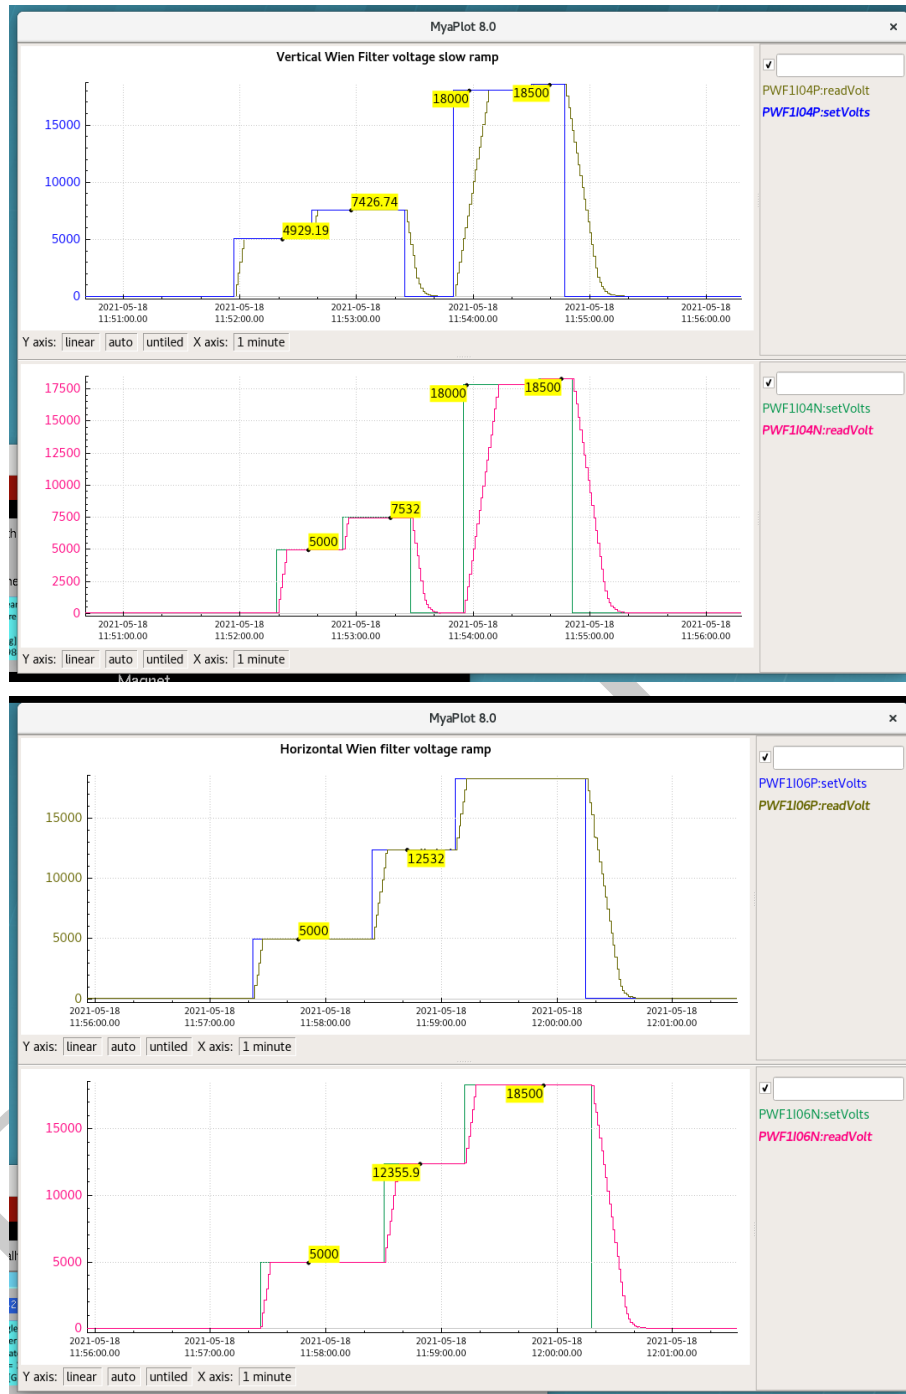 MyaPlot 8.0 ×
Vertical Wien Filter voltage slow ramp
PWF1I04P:readVolt
PWF1I04P:setVolts
15000
10000
5000
0
18000
18500
7426.74
4929.19
2021-05-18 2021-05-18 2021-05-18 2021-05-18 2021-05-18 2021-05-18
11:51:00.00 11:52:00.00 11:53:00.00 11:54:00.00 11:55:00.00 11:56:00.00
Y axis: linear auto untiled X axis: 1 minute
PWF1I04N:setVolts
PWF1I04N:readVolt
17500
15000
12500
10000
7500
5000
2500
0
18000
18500
7532
5000
2021-05-18 2021-05-18 2021-05-18 2021-05-18 2021-05-18 2021-05-18
11:51:00.00 11:52:00.00 11:53:00.00 11:54:00.00 11:55:00.00 11:56:00.00
Y axis: linear auto untiled X axis: 1 minute
Magnet
MyaPlot 8.0 ×
Horizontal Wien filter voltage ramp
PWF1I06P:setVolts
PWF1I06P:readVolt
15000
10000
5000
0
12532
5000
2021-05-18 2021-05-18 2021-05-18 2021-05-18 2021-05-18 2021-05-18
11:56:00.00 11:57:00.00 11:58:00.00 11:59:00.00 12:00:00.00 12:01:00.00
Y axis: linear auto untiled X axis: 1 minute
PWF1I06N:setVolts
PWF1I06N:readVolt
15000
10000
5000
0
18500
12355.9
5000
2021-05-18 2021-05-18 2021-05-18 2021-05-18 2021-05-18 2021-05-18
11:56:00.00 11:57:00.00 11:58:00.00 11:59:00.00 12:00:00.00 12:01:00.00
Y axis: linear auto untiled X axis: 1 minute